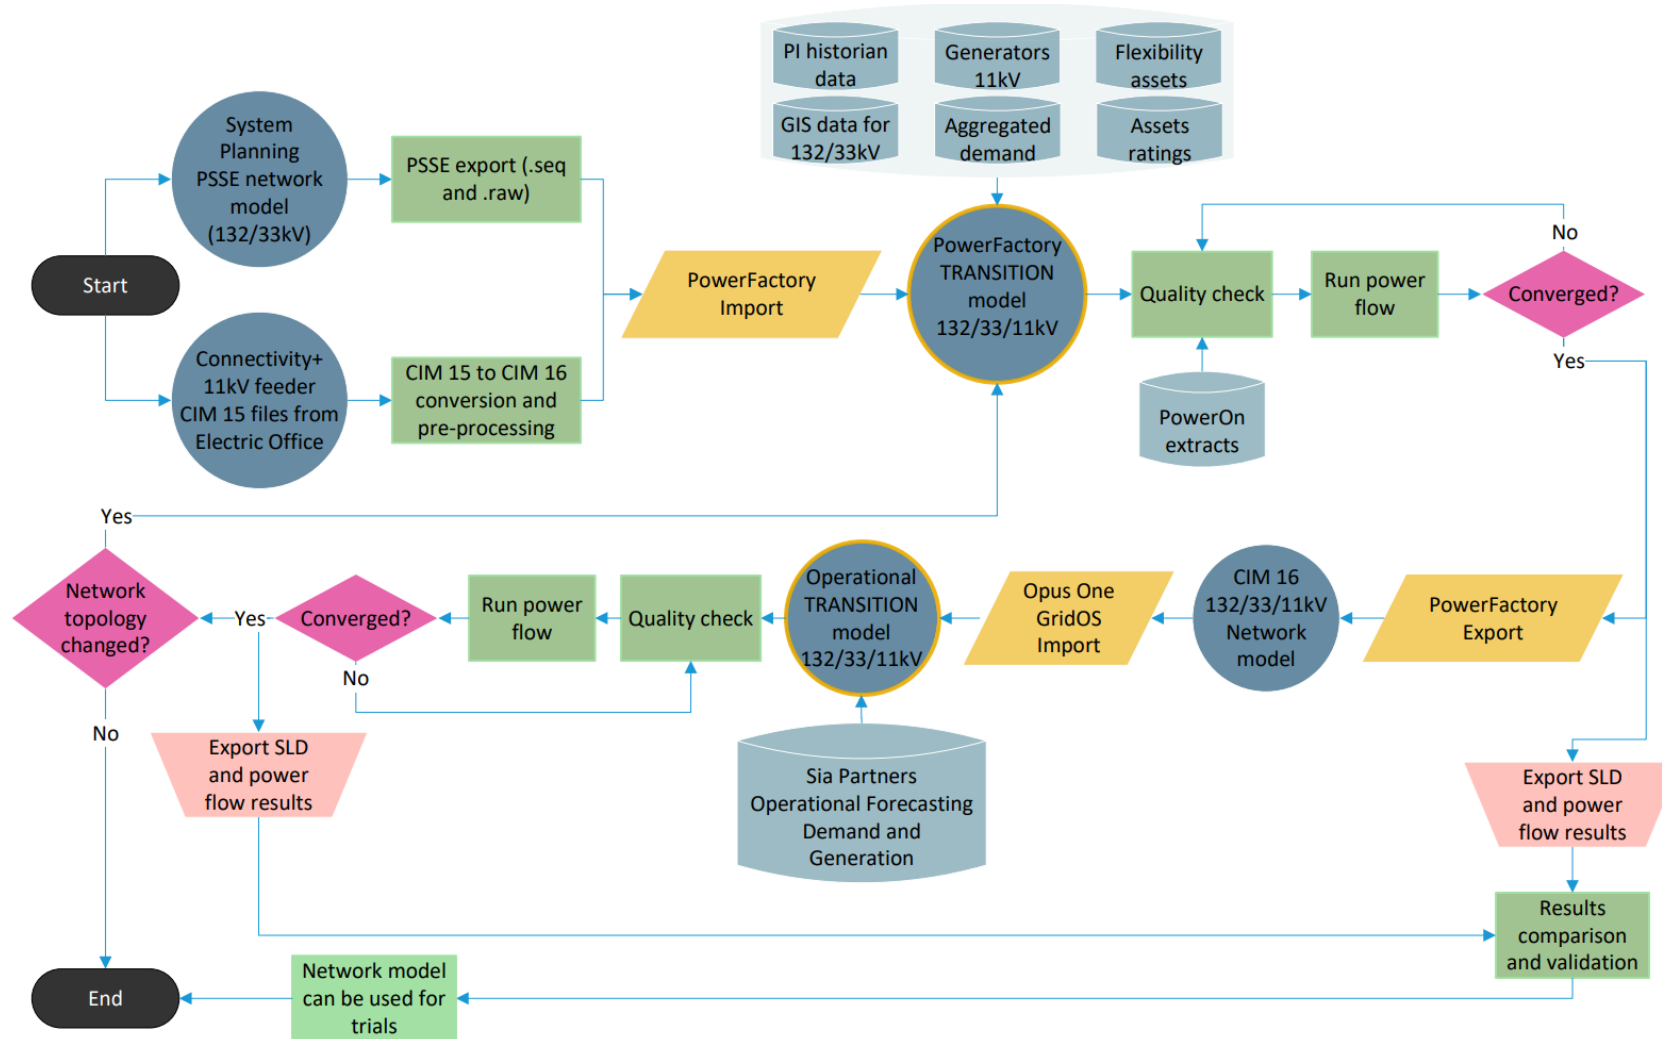 PI historian
data
Generators
11kV
Flexibility
assets
GIS data for
132/33kV
Aggregated
demand
Assets
ratings
System
Planning
PSSE network
model
(132/33kV)
PSSE export (.seq
and .raw)
Start
PowerFactory
Import
PowerFactory
TRANSITION
model
132/33/11kV
Quality check
Run power
flow
Converged?
No
Yes
Connectivity+
11kV feeder
CIM 15 files from
Electric Office
CIM 15 to CIM 16
conversion and
pre-processing
PowerOn
extracts
Yes
Network
topology
changed?
Yes
Converged?
No
Run power
flow
Quality check
Operational
TRANSITION
model
132/33/11kV
Opus One
GridOS
Import
CIM 16
132/33/11kV
Network
model
PowerFactory
Export
No
Export SLD
and power
flow results
Sia Partners
Operational Forecasting
Demand and
Generation
Export SLD
and power
flow results
Results
comparison
and validation
End
Network model
can be used for
trials